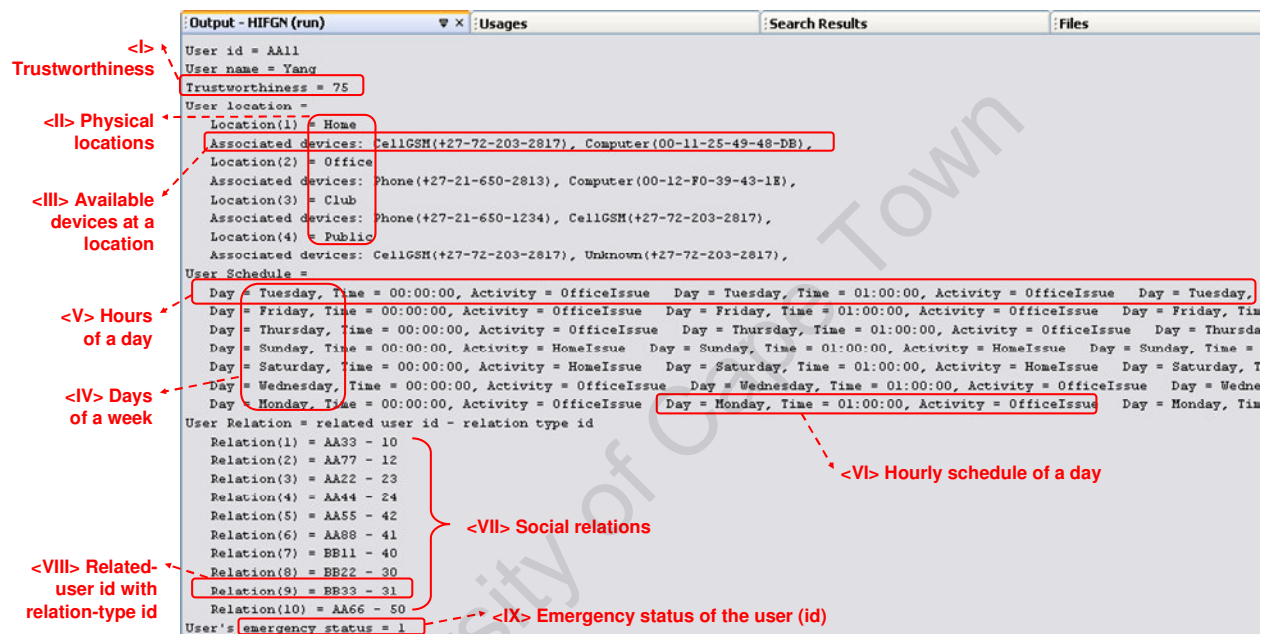 Output - HIFGN (run)
Usages
Search Results
Files
User id = AA11
User name = Yang
Trustworthiness = 75
User location =
Location(1) = Home
Associated devices: CellGSM(+27-72-203-2817), Computer(00-11-25-49-48-DB),
Location(2) = Office
Associated devices: Phone(+27-21-650-2813), Computer(00-12-F0-39-43-1E),
Location(3) = Club
Associated devices: Phone(+27-21-650-1234), CellGSM(+27-72-203-2817),
Location(4) = Public
Associated devices: CellGSM(+27-72-203-2817), Unknown(+27-72-203-2817),
User Schedule =
Day = Tuesday, Time = 00:00:00, Activity = OfficeIssue Day = Tuesday, Time = 01:00:00, Activity = OfficeIssue Day = Tuesday,
Day = Friday, Time = 00:00:00, Activity = OfficeIssue Day = Friday, Time = 01:00:00, Activity = OfficeIssue Day = Friday, Tim
Day = Thursday, Time = 00:00:00, Activity = OfficeIssue Day = Thursday, Time = 01:00:00, Activity = OfficeIssue Day = Thursda
Day = Sunday, Time = 00:00:00, Activity = HomeIssue Day = Sunday, Time = 01:00:00, Activity = HomeIssue Day = Sunday, Time =
Day = Saturday, Time = 00:00:00, Activity = HomeIssue Day = Saturday, Time = 01:00:00, Activity = HomeIssue Day = Saturday, T
Day = Wednesday, Time = 00:00:00, Activity = OfficeIssue Day = Wednesday, Time = 01:00:00, Activity = OfficeIssue Day = Wedne
Day = Monday, Time = 00:00:00, Activity = OfficeIssue Day = Monday, Time = 01:00:00, Activity = OfficeIssue Day = Monday, Tim
User Relation = related user id - relation type id
Relation(1) = AA33 - 10
Relation(2) = AA77 - 12
Relation(3) = AA22 - 23
Relation(4) = AA44 - 24
Relation(5) = AA55 - 42
Relation(6) = AA88 - 41
Relation(7) = BB11 - 40
Relation(8) = BB22 - 30
Relation(9) = BB33 - 31
Relation(10) = AA66 - 50
User's emergency status = 1
<I>
Trustworthiness
<II> Physical
locations
<III> Available
devices at a
location
<V> Hours
of a day
<IV> Days
of a week
<VI> Hourly schedule of a day
<VII> Social relations
<VIII> Related-
user id with
relation-type id
<IX> Emergency status of the user (id)
sity of Cape Town